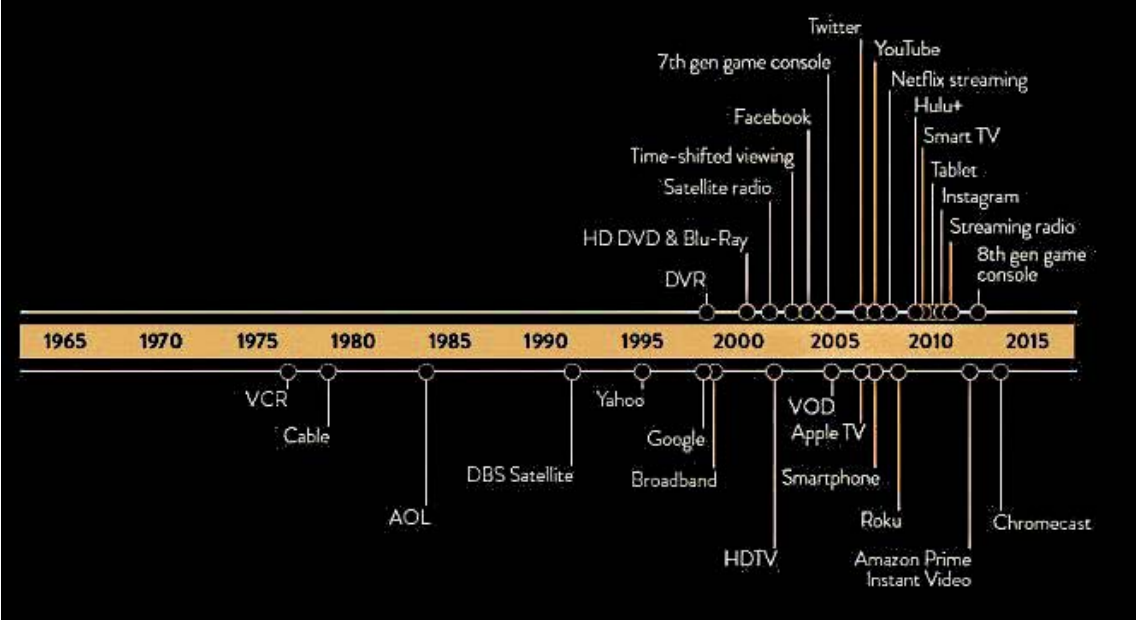 Twitter
YouTube
7th gen game console
Netflix streaming
Hulu+
Facebook
Smart TV
Time-shifted viewing
Tablet
Satellite radio
Instagram
Streaming radio
HD DVD & Blu-Ray
8th gen game
console
DVR
1965 1970 1975 1980 1985 1990 1995 2000 2005 2010 2015
VCR
Yahoo
VOD
Cable
Google
Apple TV
DBS Satellite
Broadband
Smartphone
AOL
Roku
Chromecast
HDTV
Amazon Prime
Instant Video